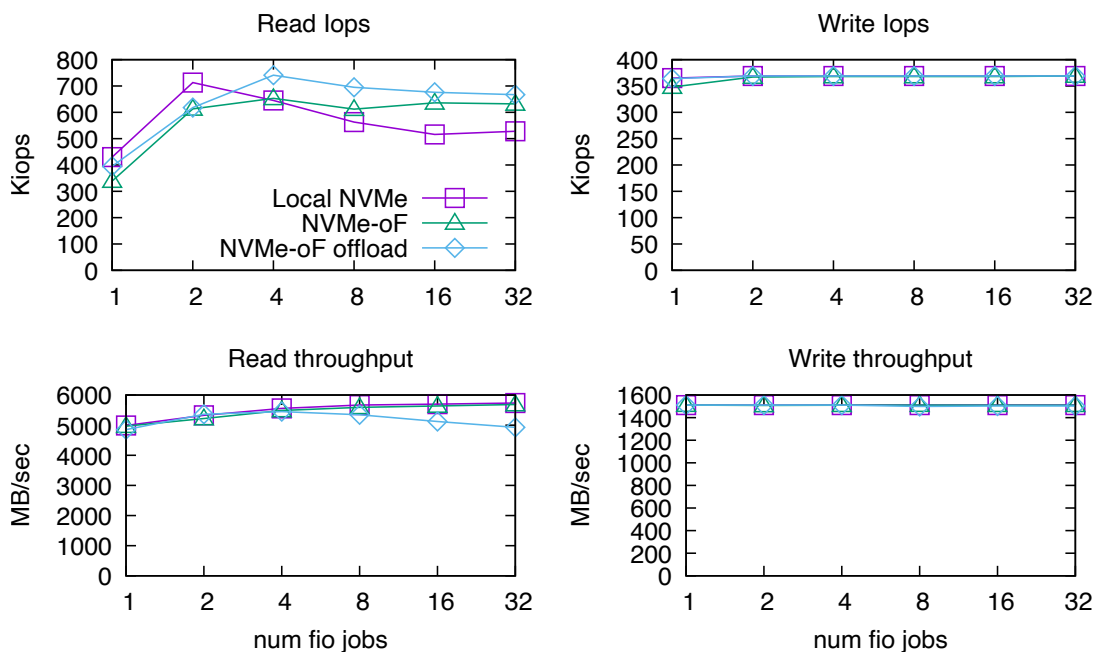 Read Iops
Kiops
800
700
600
500
400
300
200
100
0
Local NVMe
NVMe-oF
NVMe-oF offload
1 2 4 8 16 32
Write Iops
Kiops
400
350
300
250
200
150
100
50
0
1 2 4 8 16 32
Read throughput
MB/sec
6000
5000
4000
3000
2000
1000
0
1 2 4 8 16 32
num fio jobs
Write throughput
MB/sec
1600
1400
1200
1000
800
600
400
200
0
1 2 4 8 16 32
num fio jobs